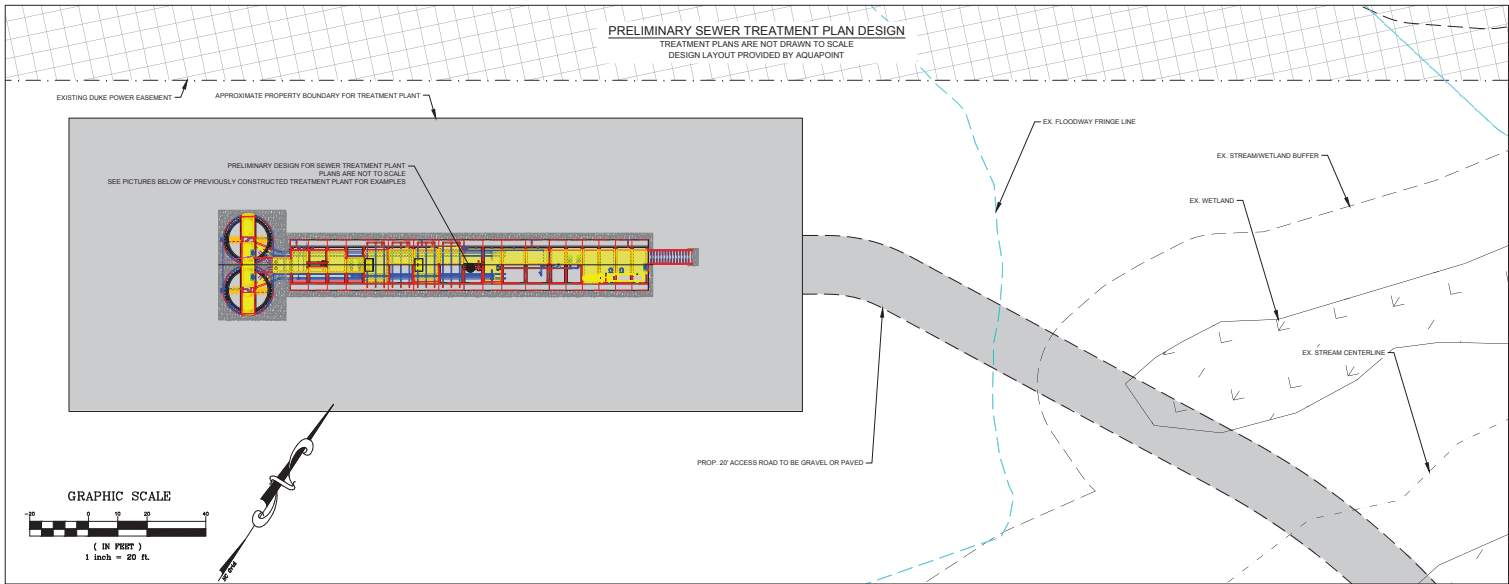 PRELIMINARY SEWER TREATMENT PLAN DESIGN
TREATMENT PLANS ARE NOT DRAWN TO SCALE
DESIGN LAYOUT PROVIDED BY AQUAPOINT
EXISTING DUKE POWER EASEMENT
APPROXIMATE PROPERTY BOUNDARY FOR TREATMENT PLANT
EX. FLOODWAY FRINGE LINE
EX. STREAM/WETLAND BUFFER
PRELIMINARY DESIGN FOR SEWER TREATMENT PLANT
PLANS ARE NOT TO SCALE
SEE PICTURES BELOW OF PREVIOUSLY CONSTRUCTED TREATMENT PLANT FOR EXAMPLES
EX. WETLAND
EX. STREAM CENTERLINE
PROP. 20' ACCESS ROAD TO BE GRAVEL OR PAVED
GRAPHIC SCALE
-20 0 10 20 40
( IN FEET )
1 inch = 20 ft.
NC Grid